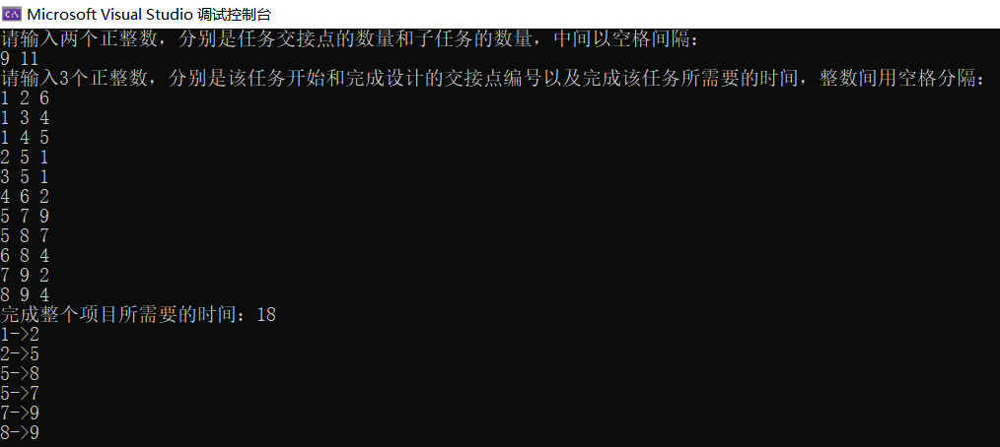 Microsoft Visual Studio 调试控制台
请输入两个正整数，分别是任务交接点的数量和子任务的数量，中间以空格间隔：
9 11
请输入3个正整数，分别是该任务开始和完成设计的交接点编号以及完成该任务所需要的时间，整数间用空格分隔：
1 2 6
1 3 4
1 4 5
2 5 1
3 5 1
4 6 2
5 7 9
5 8 7
6 8 4
7 9 2
8 9 4
完成整个项目所需要的时间：18
1->2
2->5
5->8
5->7
7->9
8->9